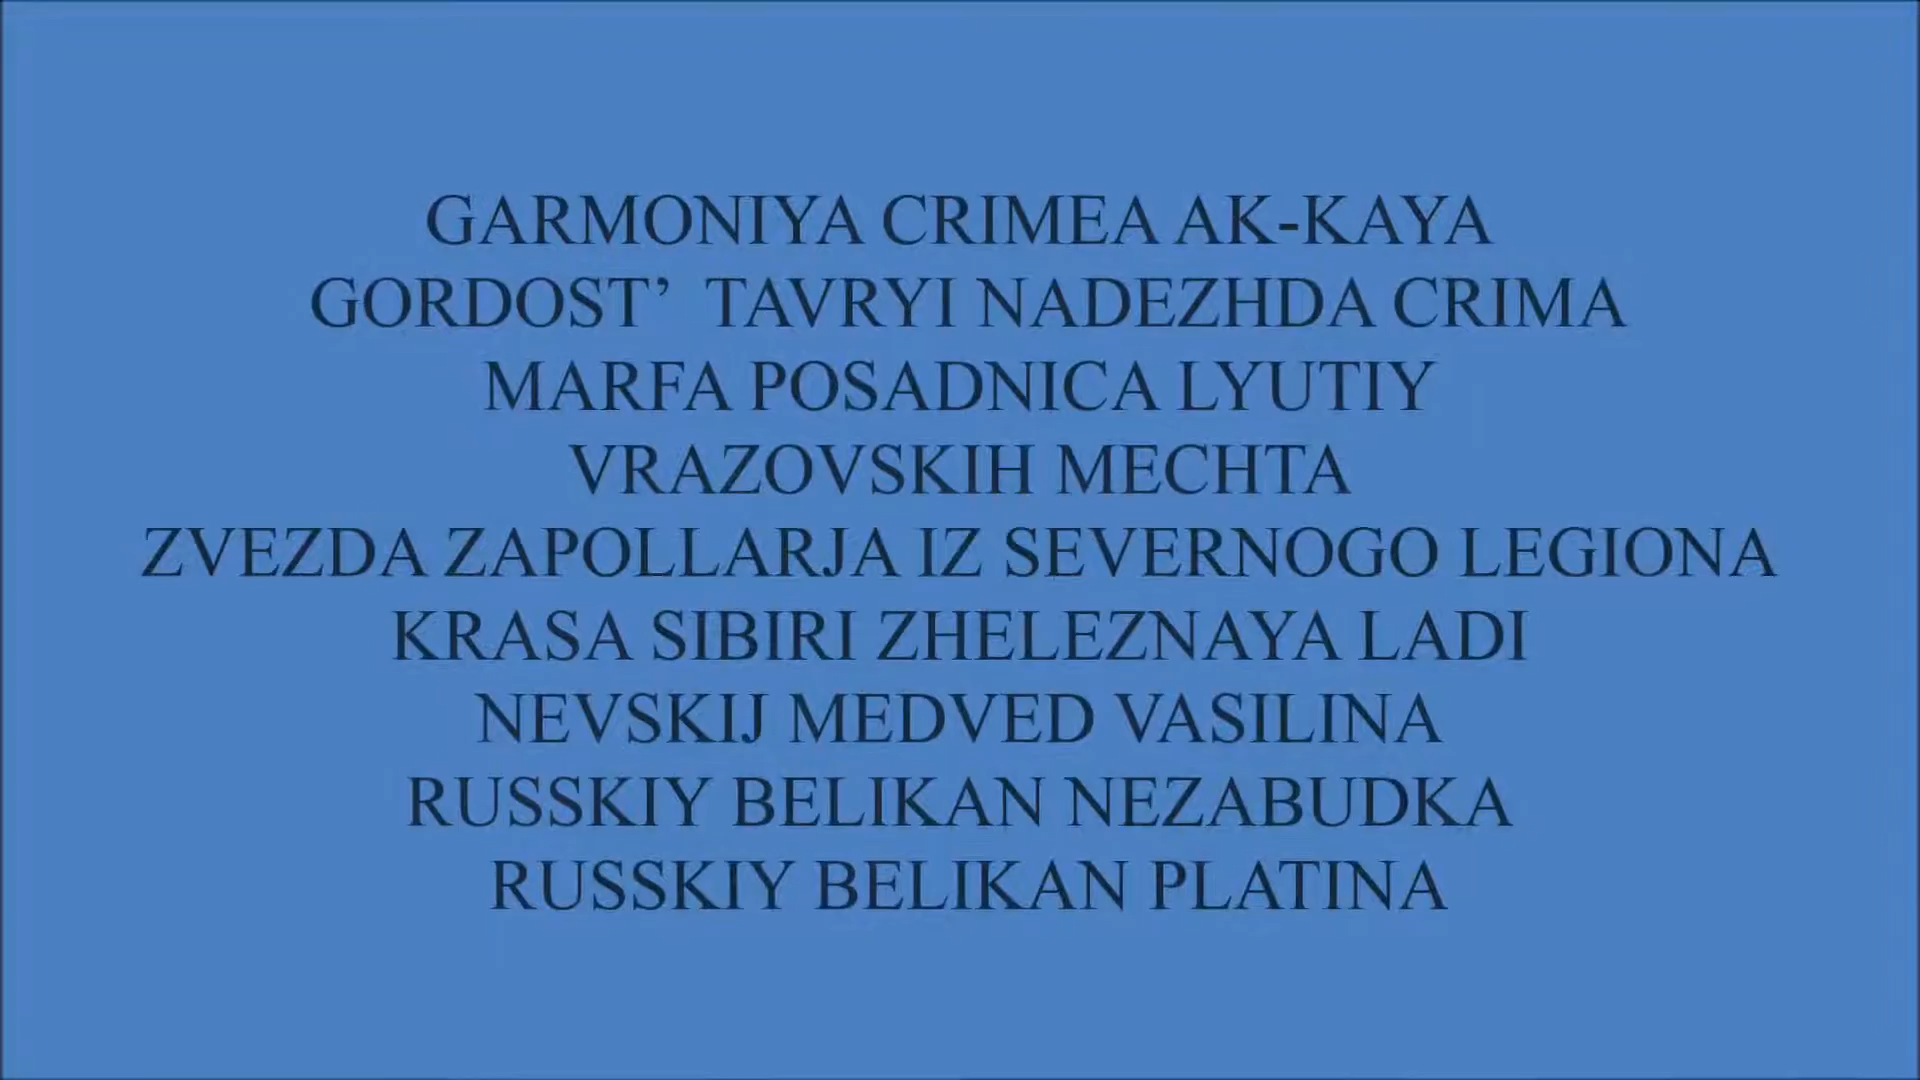 GARMONIYA CRIMEA AK-KAYA
GORDOST’ TAVRYI NADEZHDA CRIMA
MARFA POSADNICA LYUTIY
VRAZOVSKIH MECHTA
ZVEZDA ZAPOLLARJA IZ SEVERNOGO LEGIONA
KRASA SIBIRI ZHELEZNAYA LADI
NEVSKIJ MEDVED VASILINA
RUSSKIY BELIKAN NEZABUDKA
RUSSKIY BELIKAN PLATINA